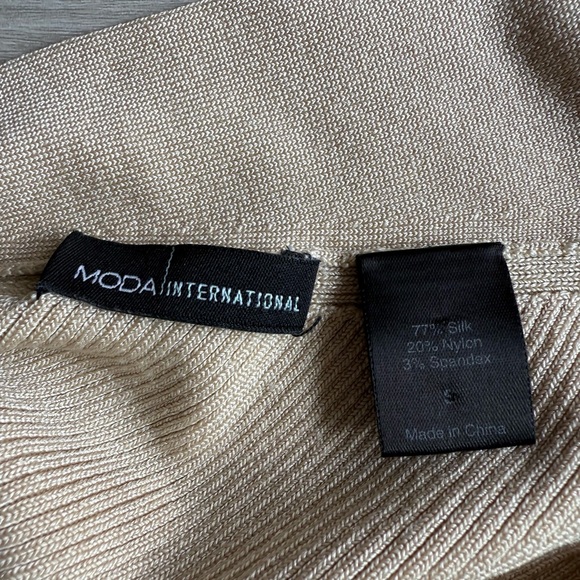 MODA INTERNATIONAL
77% Silk
20% Nylon
3% Spandex
S
Made in China